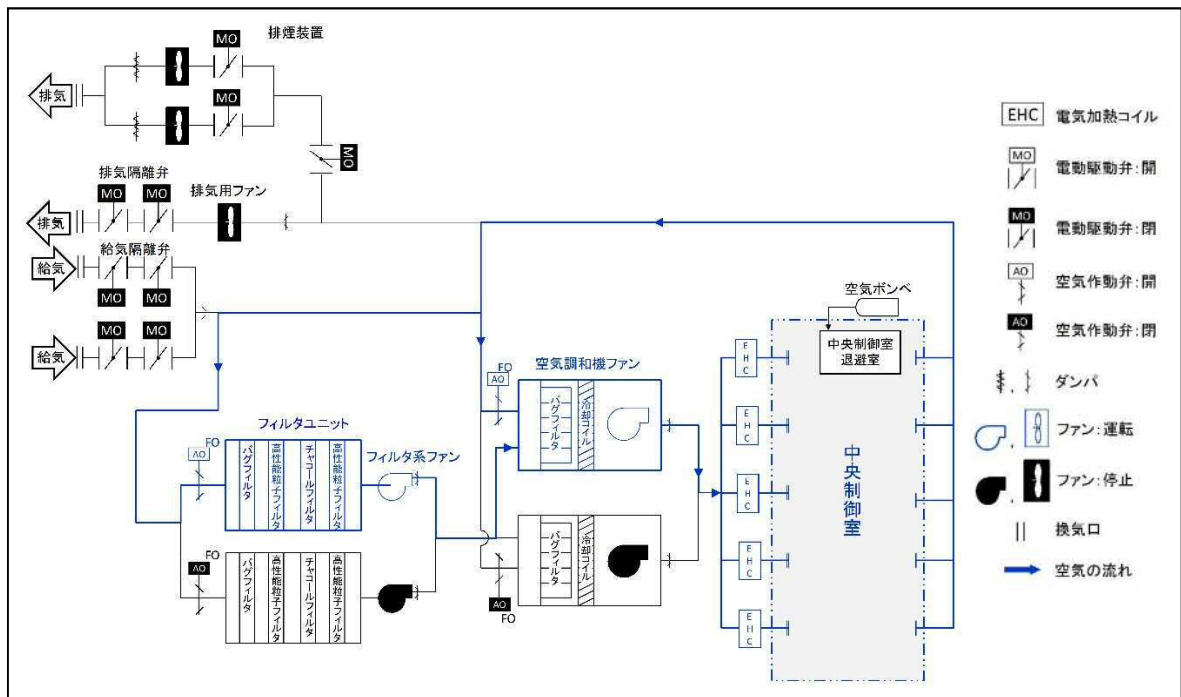 排煙装置
MO
MO
排気
MO
排気隔離弁
MO
MO
排気用ファン
排気
給気隔離弁
給気
MO
MO
MO
MO
給気
空気ボンベ
中央制御室
退避室
中央制御室
空気調和機ファン
FO
AO
バグフィルタ
冷却コイル
バグフィルタ
冷却コイル
AO
FO
フィルタユニット
フィルタ系ファン
FO
AO
バグフィルタ
高性能粒子フィルタ
チャコールフィルタ
高性能粒子フィルタ
FO
AO
バグフィルタ
高性能粒子フィルタ
チャコールフィルタ
高性能粒子フィルタ
EHC
EHC
EHC
EHC
EHC
EHC 電気加熱コイル
MO 電動駆動弁:開
MO 電動駆動弁:閉
AO 空気作動弁:開
AO 空気作動弁:閉
ダンパ
ファン:運転
ファン:停止
換気口
空気の流れ